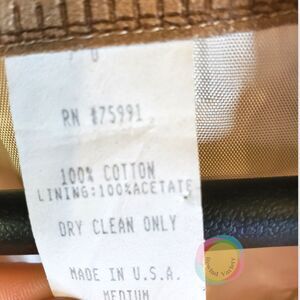 RN #75991
100% COTTON
LINING:100%ACETATE
DRY CLEAN ONLY
MADE IN U.S.A.
MEDIUM